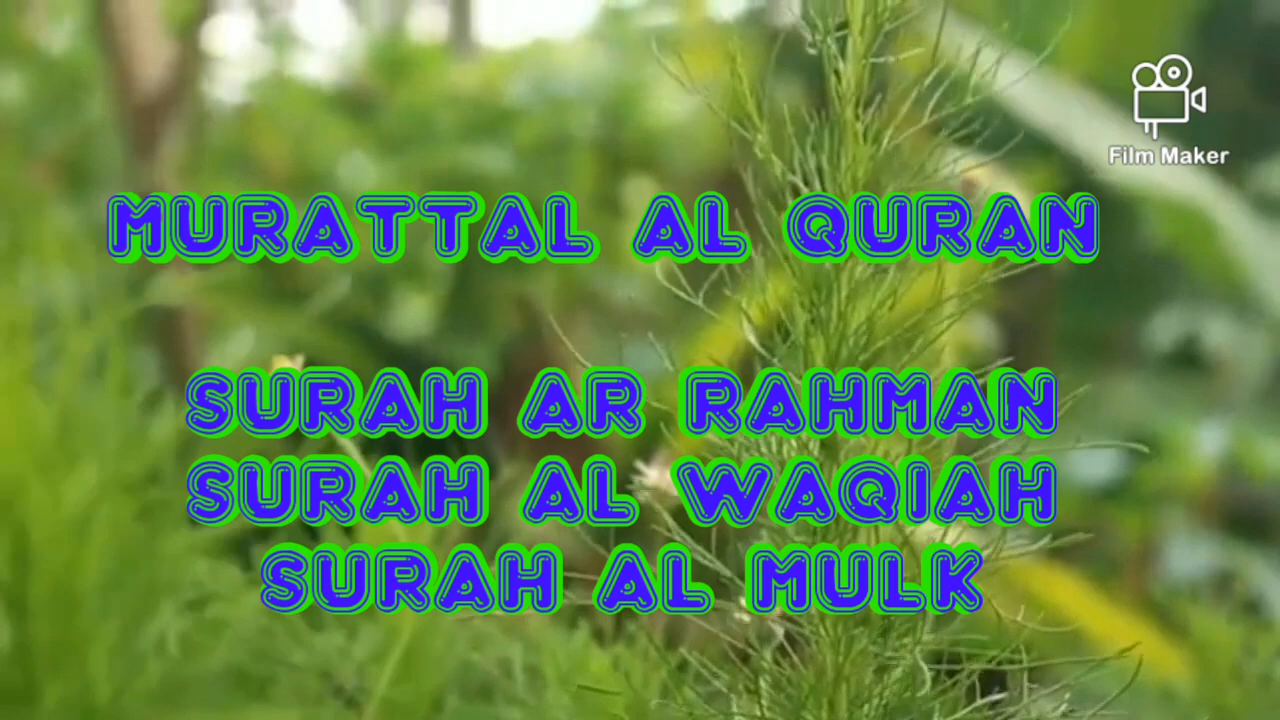 Film Maker
MURATTAL AL QURAN
SURAH AR RAHMAN
SURAH AL WAQIAH
SURAH AL MULK